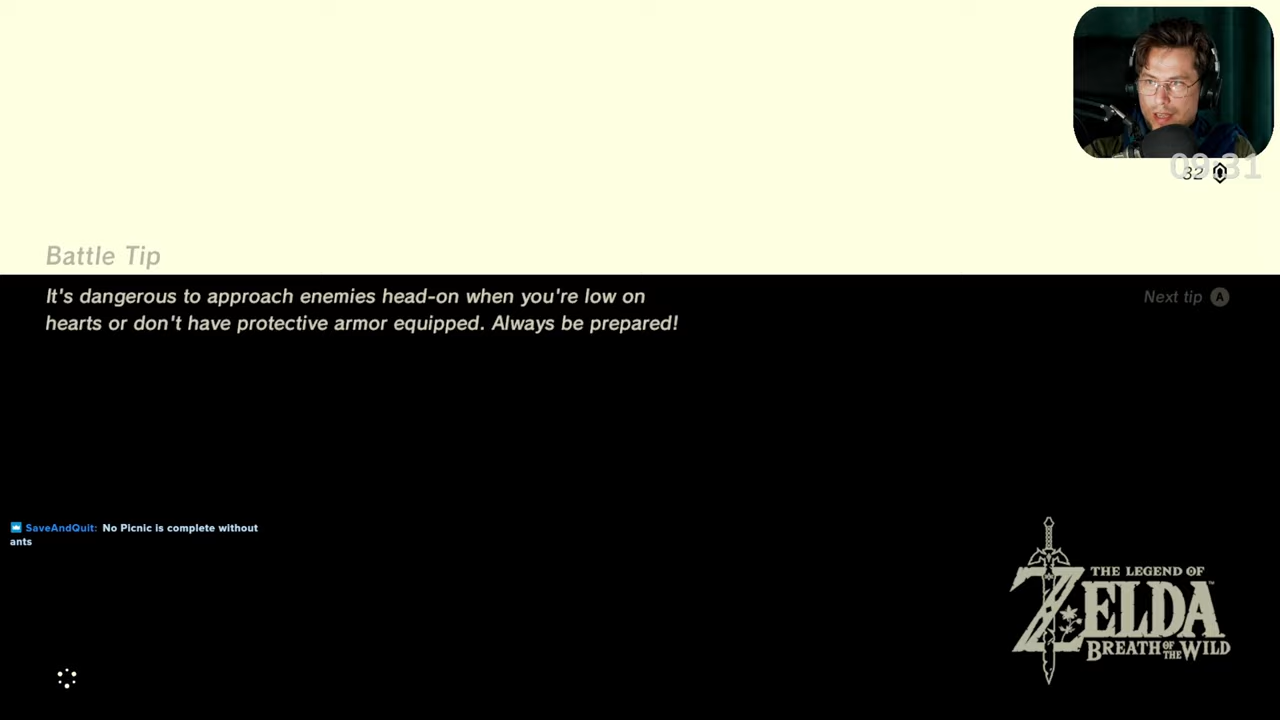 09:31
32
Battle Tip
It's dangerous to approach enemies head-on when you're low on
hearts or don't have protective armor equipped. Always be prepared!
Next tip A
SaveAndQuit: No Picnic is complete without
ants
THE LEGEND OF
ZELDA
BREATH OF THE WILD